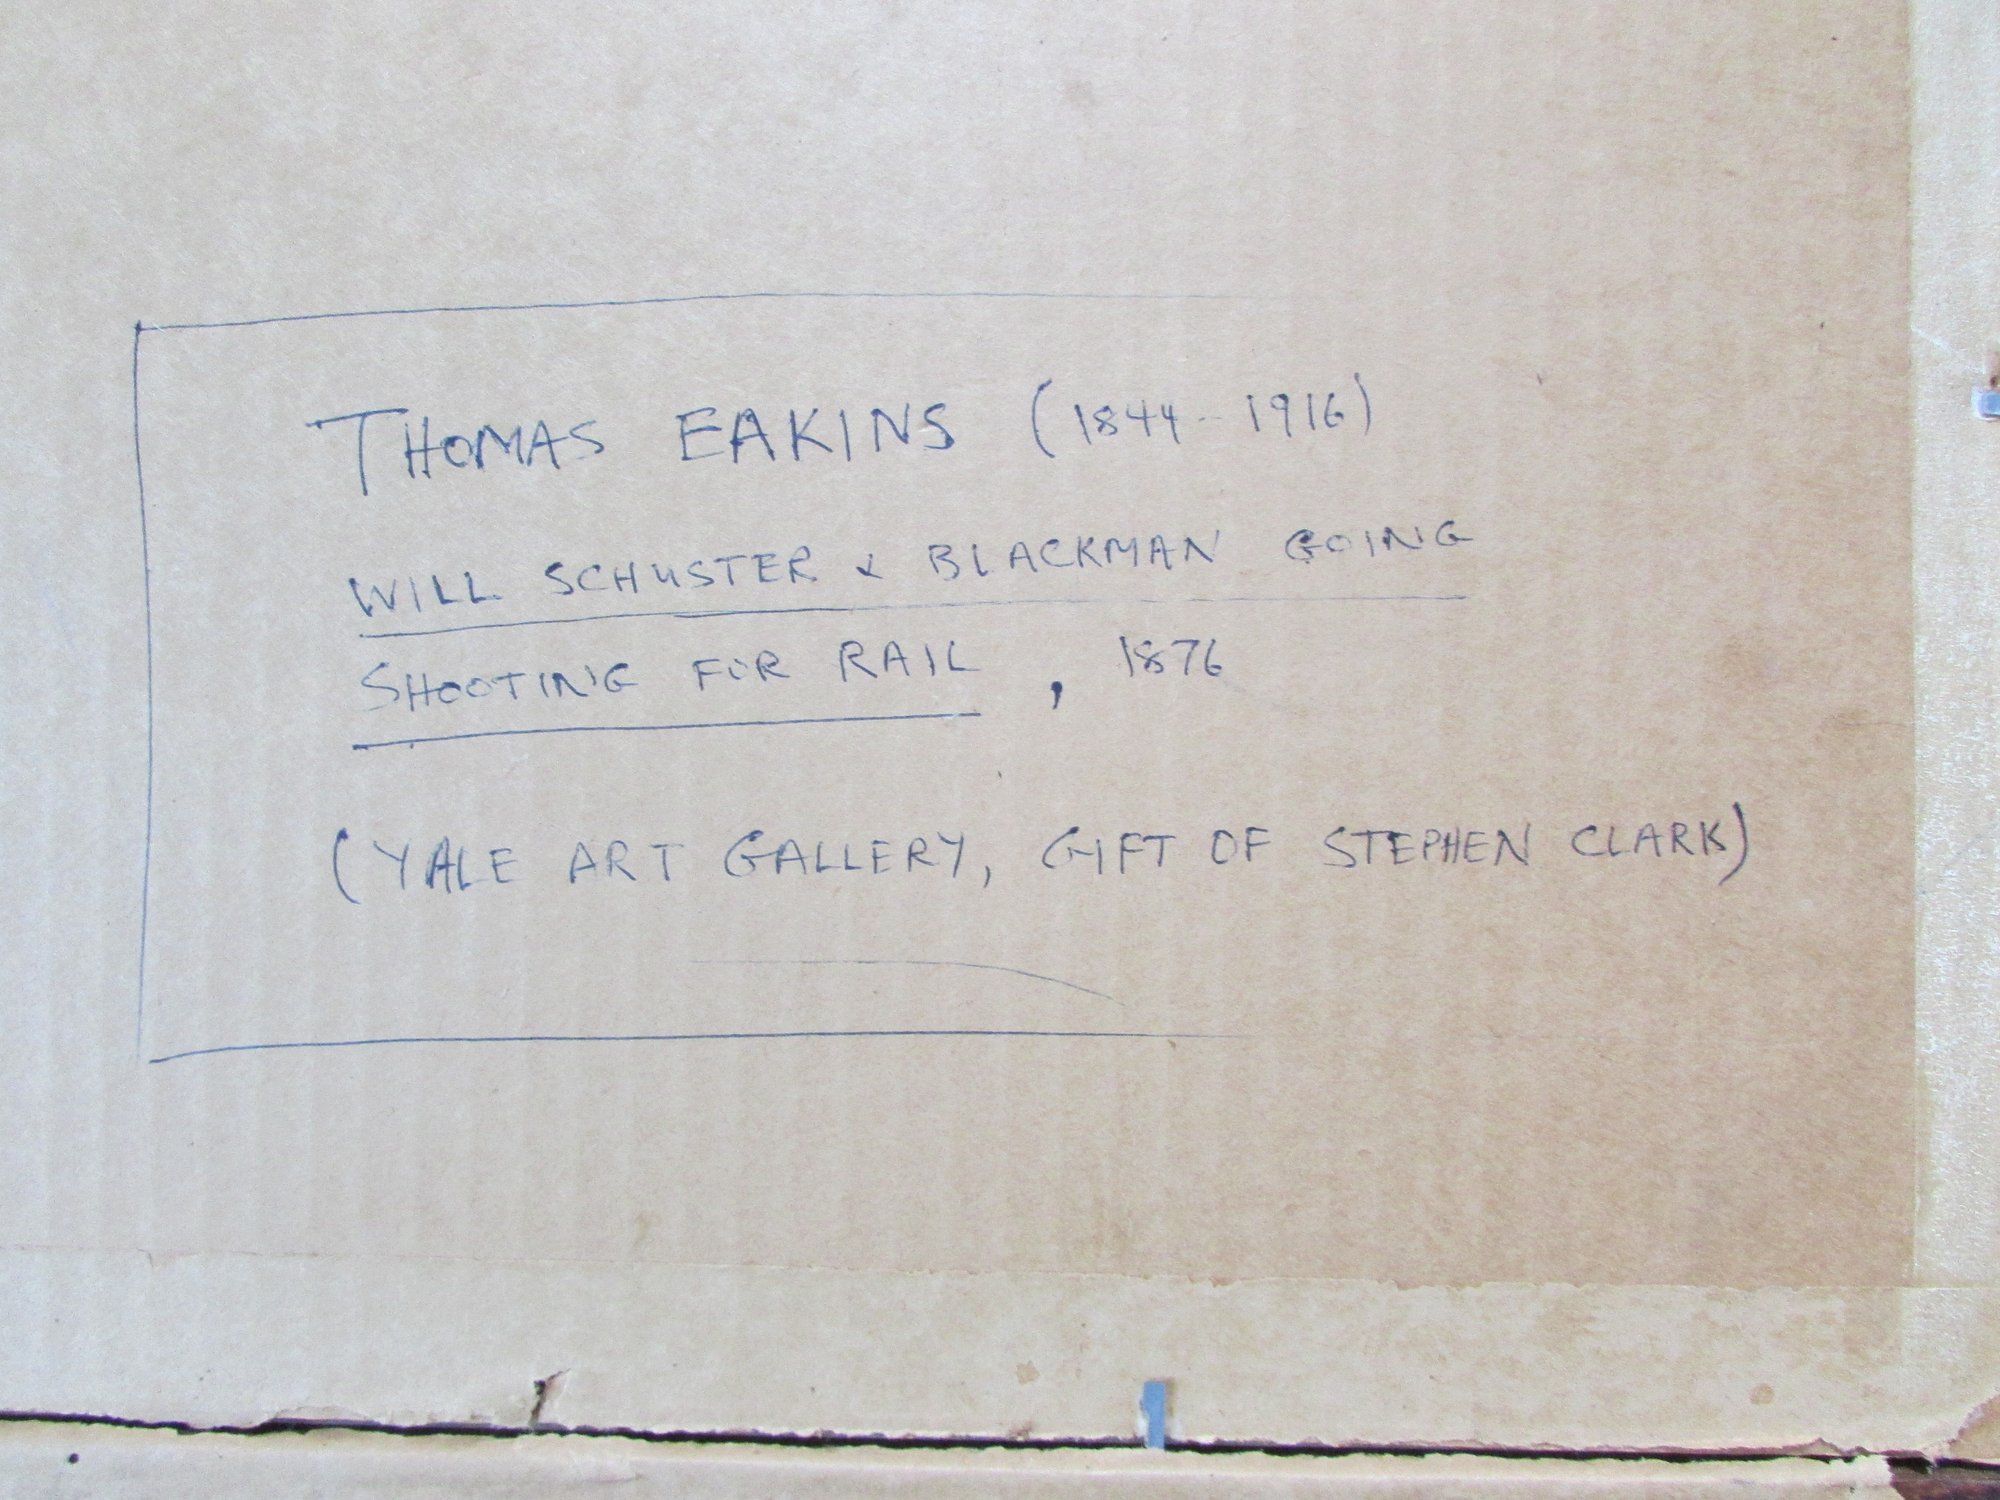 THOMAS EAKINS (1844 - 1916)
WILL SCHUSTER & BLACKMAN GOING
SHOOTING FOR RAIL, 1876
(YALE ART GALLERY, GIFT OF STEPHEN CLARK)